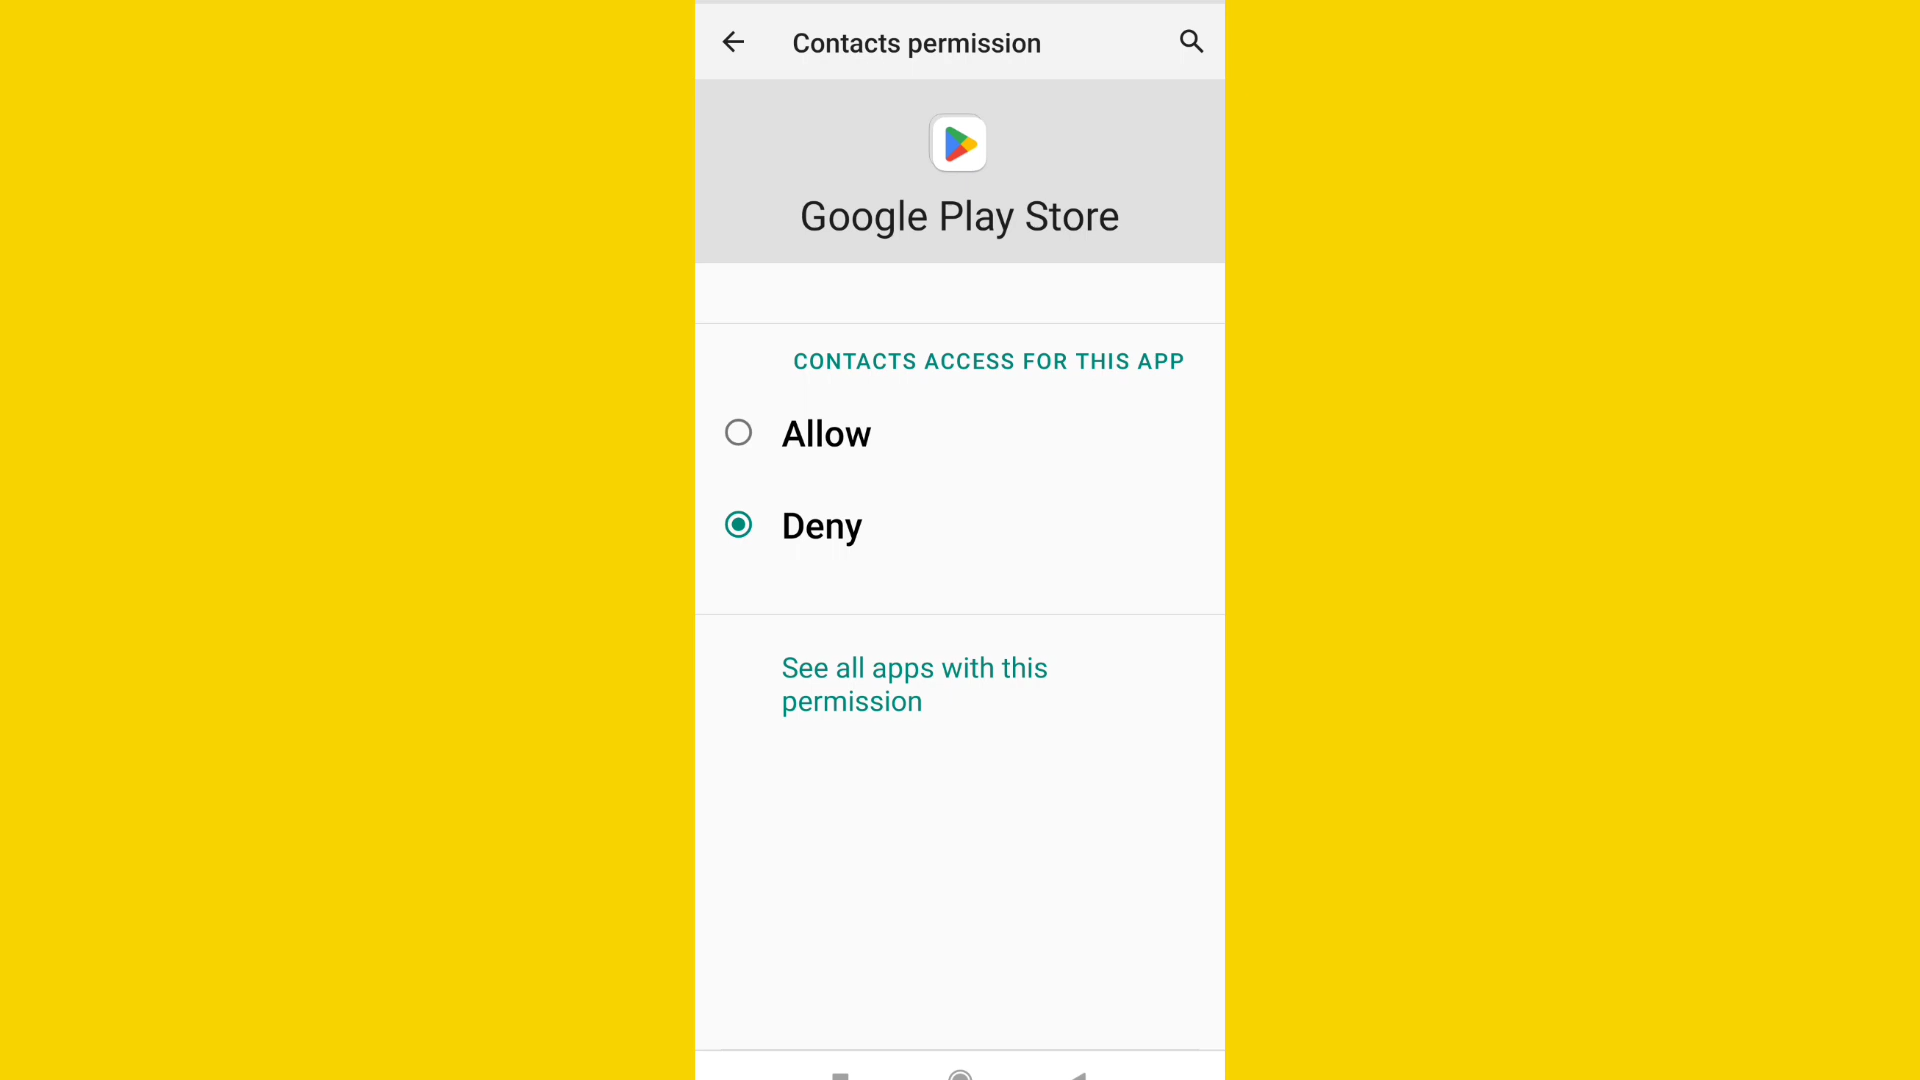 Contacts permission
Google Play Store
CONTACTS ACCESS FOR THIS APP
Allow
Deny
See all apps with this
permission